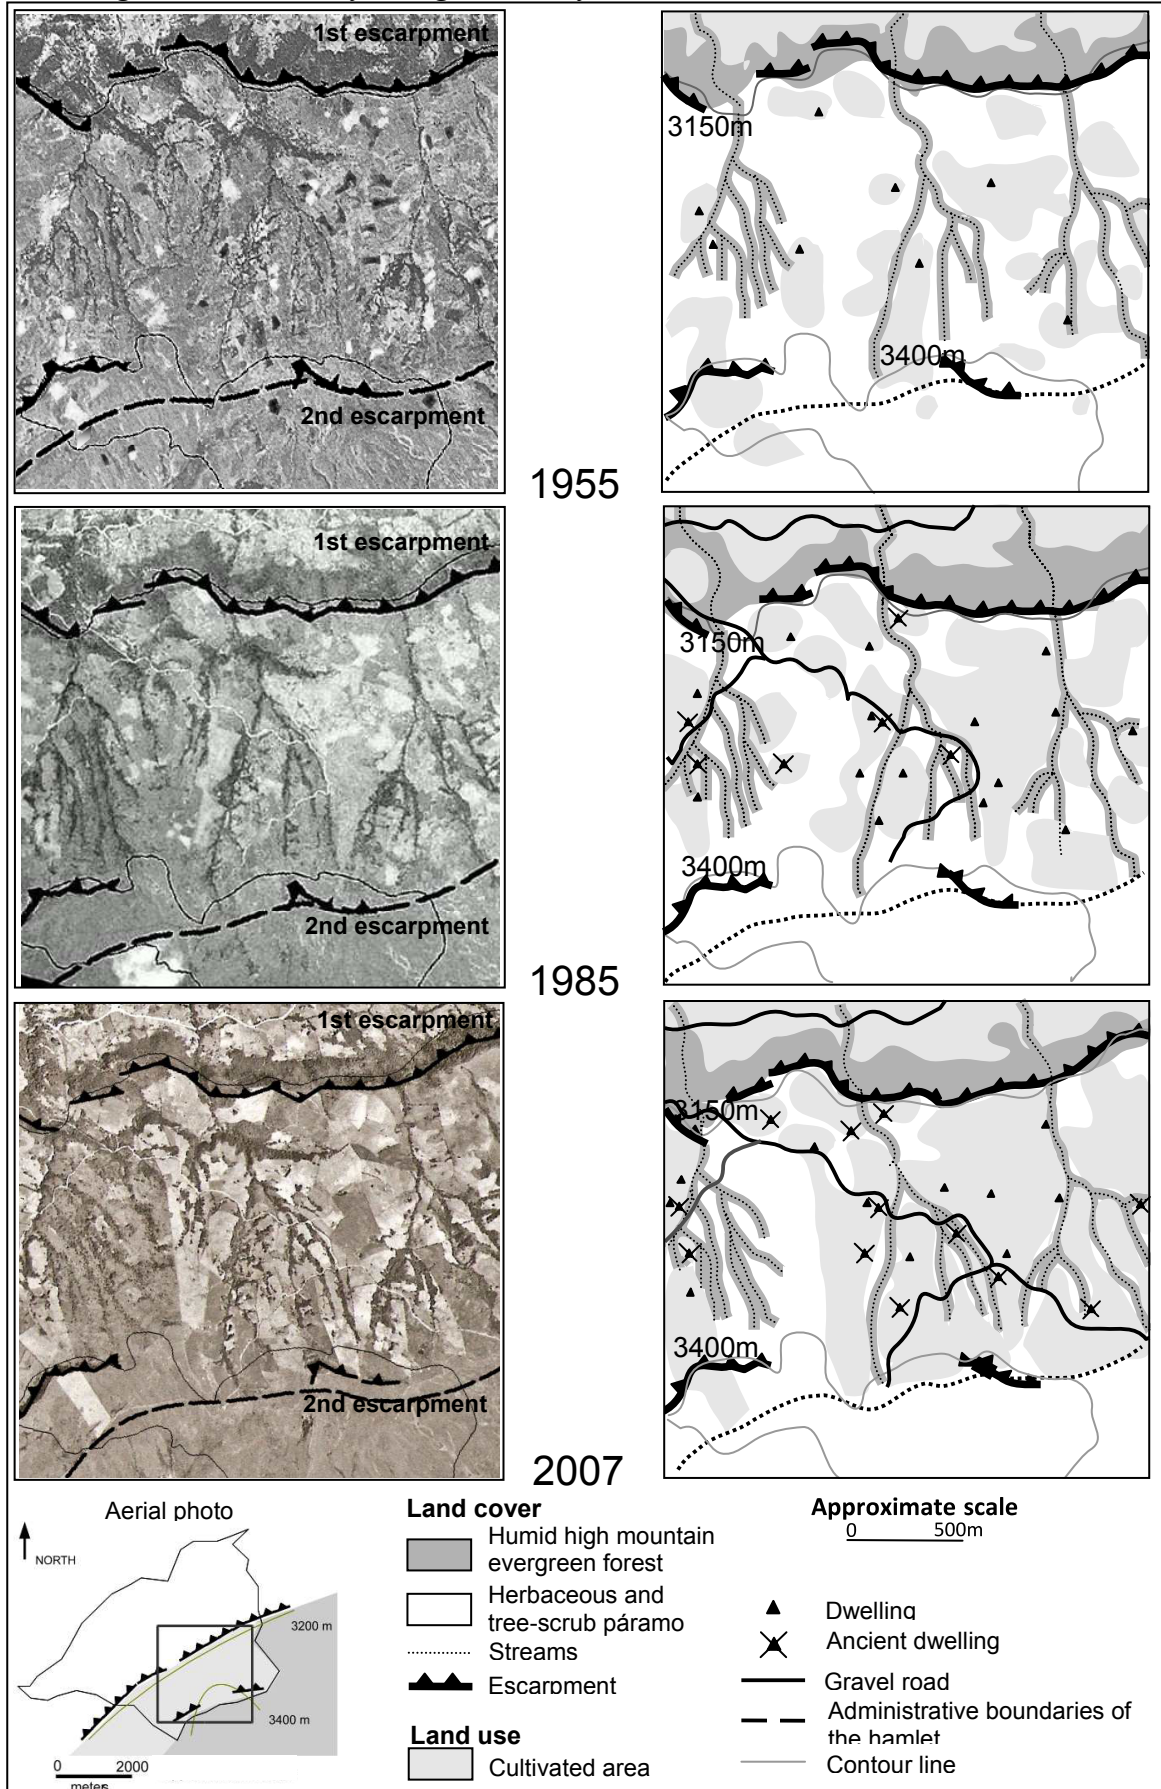 1st escarpment
3150m
3400m
2nd escarpment
1955
1st escarpment
3150m
3400m
2nd escarpment
1985
1st escarpment
3150m
3400m
2nd escarpment
2007
Aerial photo
NORTH
3200 m
3400 m
0 2000
meters
Land cover
Humid high mountain
evergreen forest
Herbaceous and
tree-scrub páramo
Streams
Escarpment
Land use
Cultivated area
Approximate scale
0 500m
Dwelling
Ancient dwelling
Gravel road
Administrative boundaries of
the hamlet
Contour line